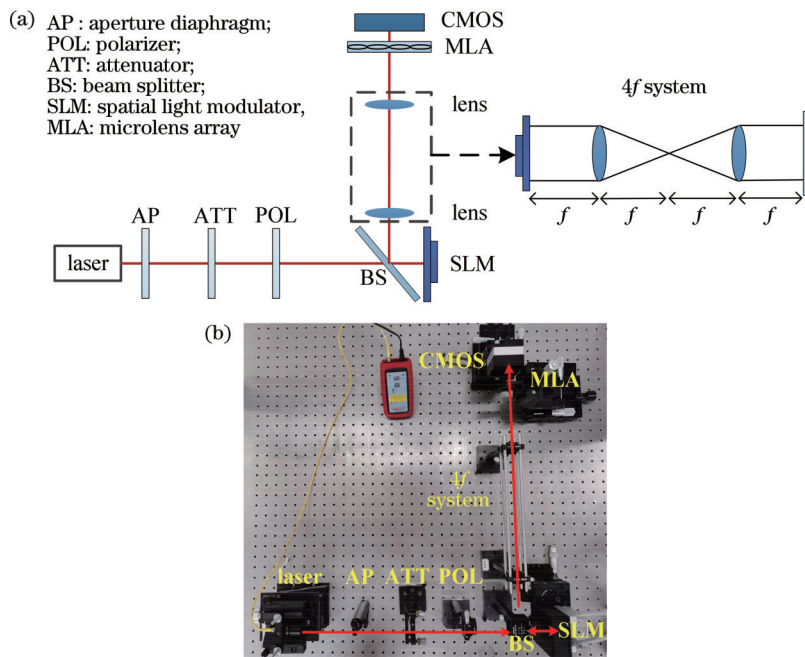 (a)
AP : aperture diaphragm;
POL: polarizer;
ATT: attenuator;
BS: beam splitter;
SLM: spatial light modulator,
MLA: microlens array
CMOS
MLA
lens
4f system
f f f f
lens
AP ATT POL
laser
BS
SLM
(b)
CMOS
MLA
4f
system
laser AP ATT POL
SLM
BS